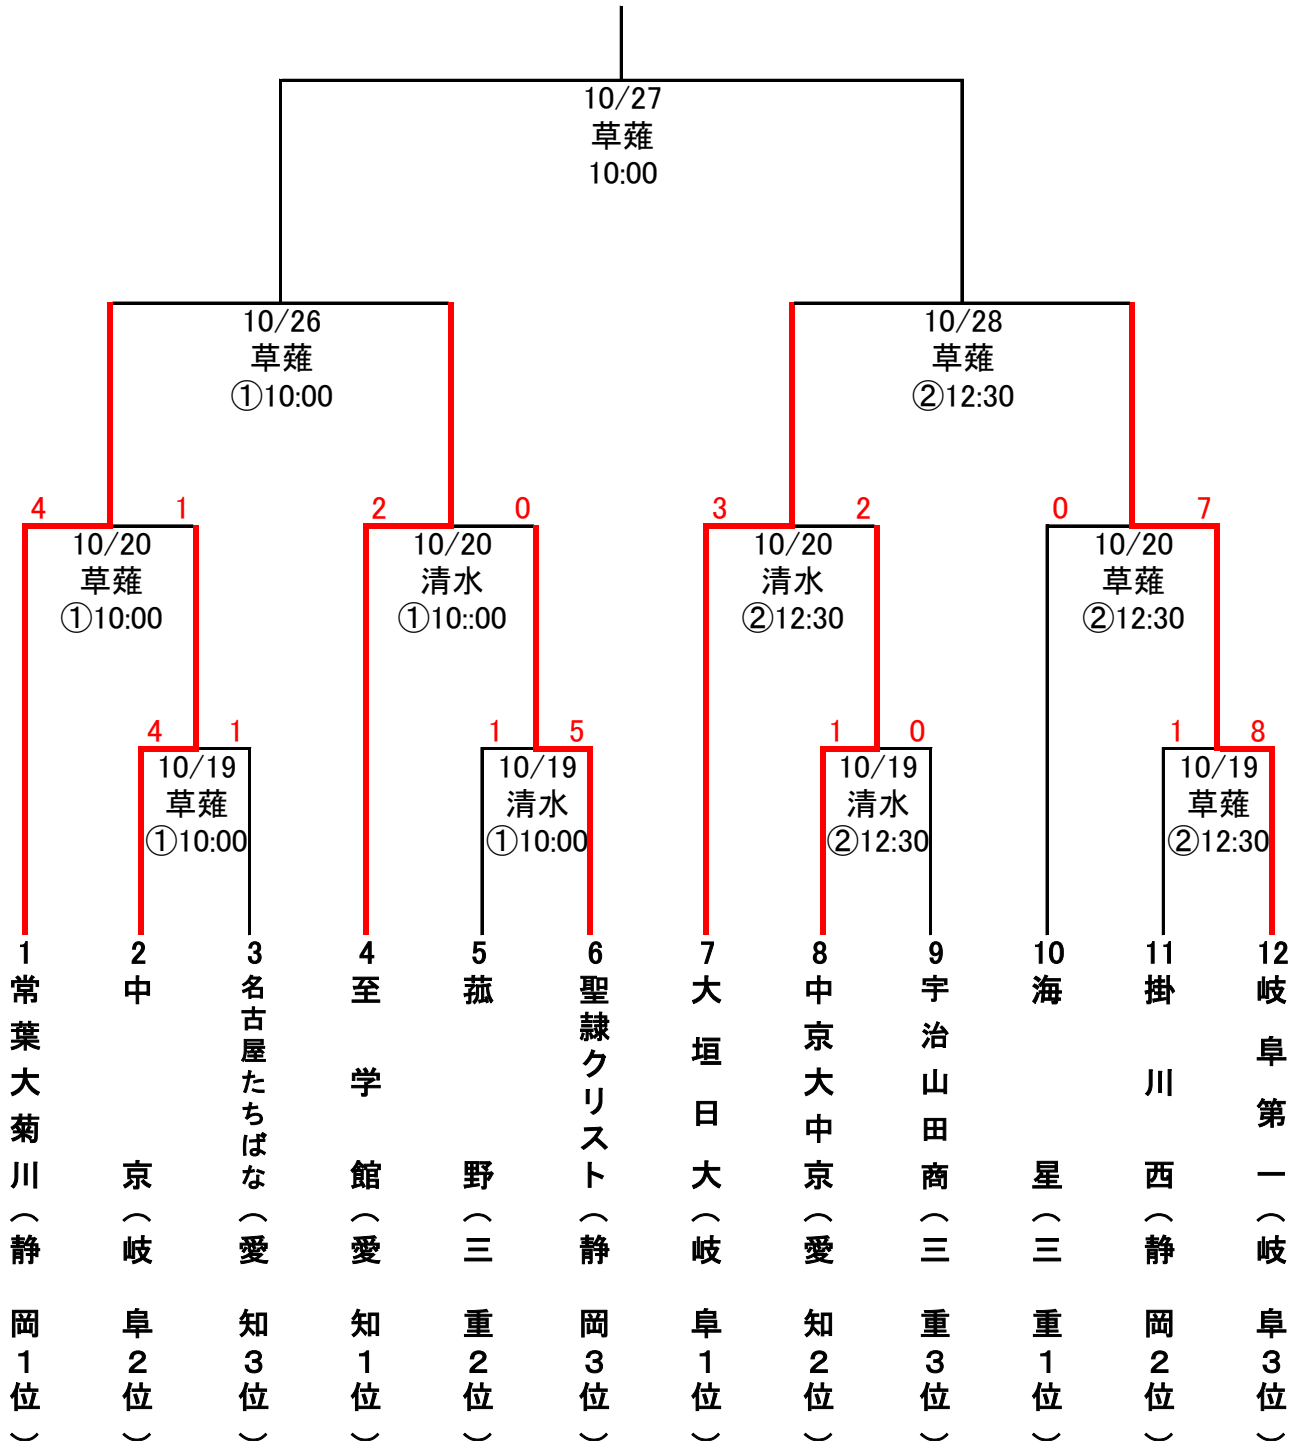 10/27
草薙
10:00
10/26
草薙
①10:00
10/28
草薙
②12:30
4 1
10/20
草薙
①10:00
2 0
10/20
清水
①10::00
3 2
10/20
清水
②12:30
0 7
10/20
草薙
②12:30
4 1
10/19
草薙
①10:00
1 5
10/19
清水
①10:00
1 0
10/19
清水
②12:30
1 8
10/19
草薙
②12:30
1
常葉大菊川(静岡1位)
2
中京(岐阜2位)
3
名古屋たちばな(愛知3位)
4
至学館(愛知1位)
5
菰野(三重2位)
6
聖隷クリスト(静岡3位)
7
大垣日大(岐阜1位)
8
中京大中京(愛知2位)
9
宇治山田商(三重3位)
10
海星(三重1位)
11
掛川西(静岡2位)
12
岐阜第一(岐阜3位)